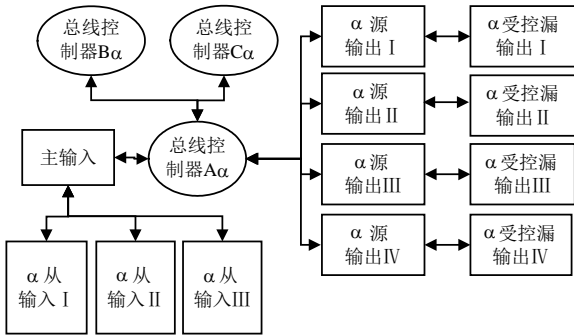 总线控
制器Bα
总线控
制器Cα
α 源
输出 I
α 受控漏
输出 I
α 源
输出 II
α 受控漏
输出 II
主输入
总线控
制器Aα
α 源
输出III
α 受控漏
输出III
α 源
输出IV
α 受控漏
输出IV
α 从
输入 I
α 从
输入 II
α 从
输入III